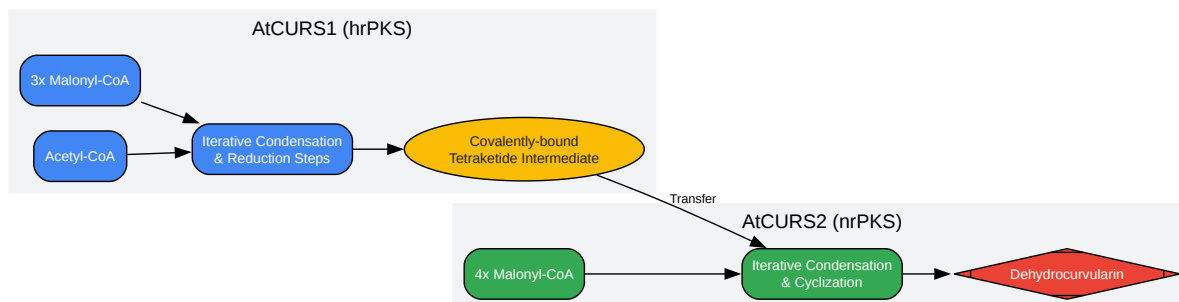 AtCURS1 (hrPKS)
3x Malonyl-CoA
Acetyl-CoA
Iterative Condensation
& Reduction Steps
Covalently-bound
Tetraketide Intermediate
Transfer
AtCURS2 (nrPKS)
4x Malonyl-CoA
Iterative Condensation
& Cyclization
Dehydrocurvularin